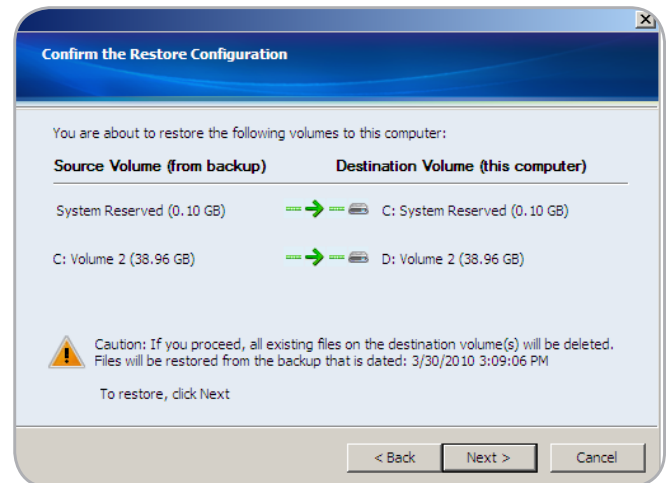 Confirm the Restore Configuration
You are about to restore the following volumes to this computer:
Source Volume (from backup) Destination Volume (this computer)
System Reserved (0.10 GB) C: System Reserved (0.10 GB)
C: Volume 2 (38.96 GB) D: Volume 2 (38.96 GB)
Caution: If you proceed, all existing files on the destination volume(s) will be deleted.
Files will be restored from the backup that is dated: 3/30/2010 3:09:06 PM
To restore, click Next
< Back Next > Cancel